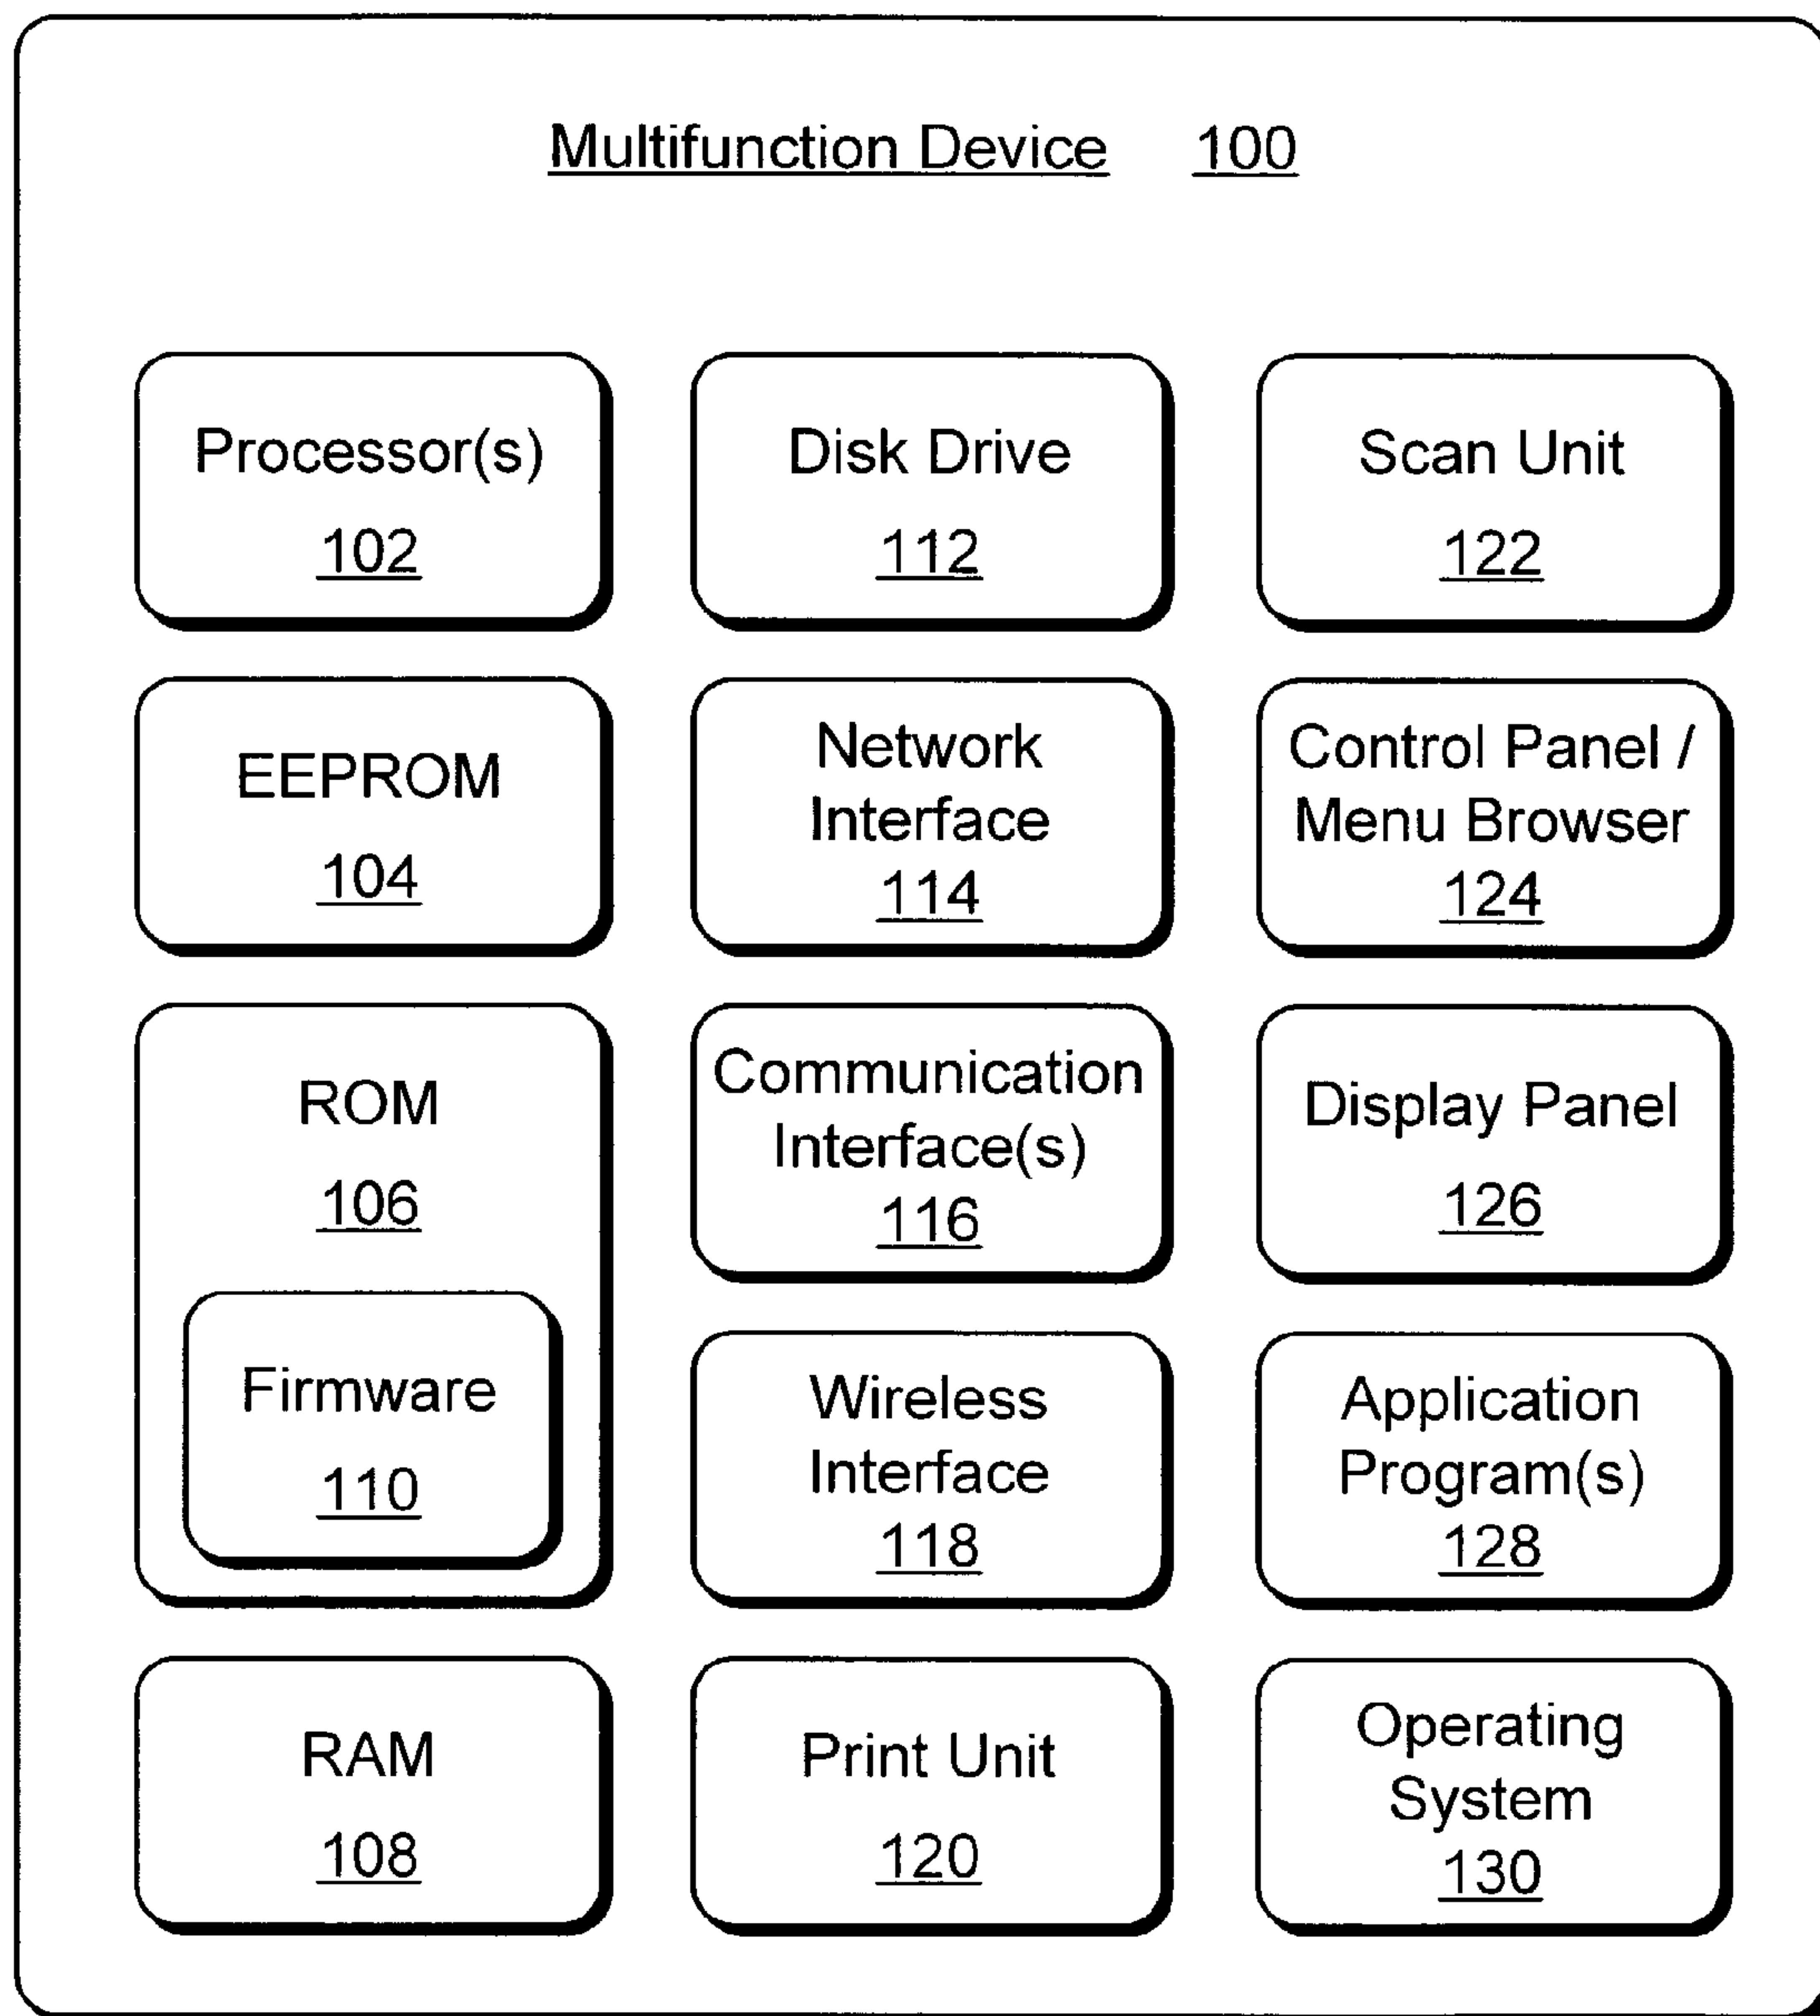 Multifunction Device 100
Processor(s)
102
EEPROM
104
ROM
106
Firmware
110
RAM
108
Disk Drive
112
Network
Interface
114
Communication
Interface(s)
116
Wireless
Interface
118
Print Unit
120
Scan Unit
122
Control Panel /
Menu Browser
124
Display Panel
126
Application
Program(s)
128
Operating
System
130